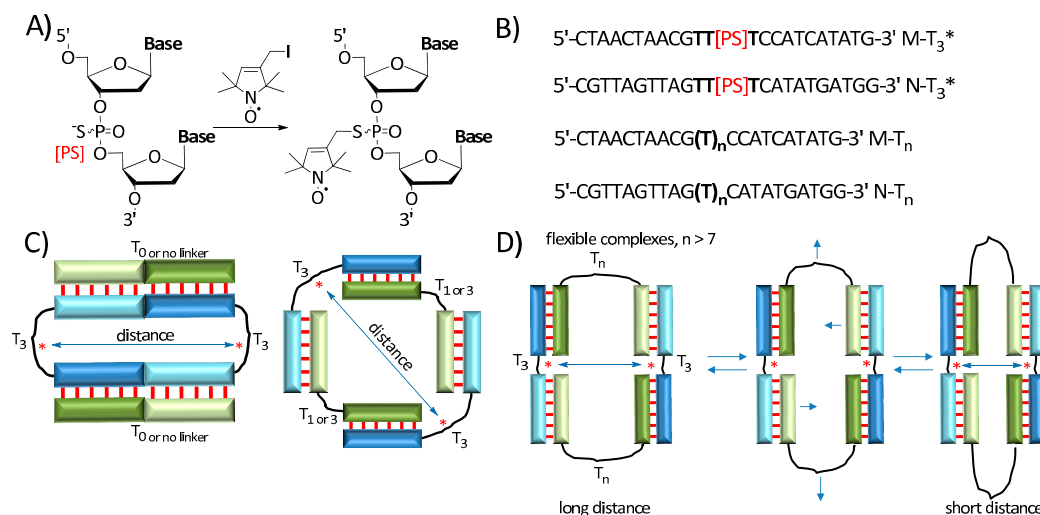 A)
5'
O
Base
O
O
⁻S P O
[PS] O
Base
O
O
3'
I
N
O•
5'
O
Base
O
O
S P O
O
Base
O
O
3'
N
O•
B)
5'-CTAACTAACGTT[PS]TCCATCATATG-3' M-T3*
5'-CGTTAGTTAGTT[PS]TCATATGATGG-3' N-T3*
5'-CTAACTAACG(T)nCCATCATATG-3' M-Tn
5'-CGTTAGTTAG(T)nCATATGATGG-3' N-Tn
C)
T0 or no linker
T3
* distance *
T3
T0 or no linker
T3
*
T1 or 3
distance
T1 or 3
*
T3
D)
flexible complexes, n > 7
Tn
T3 * * T3
Tn
* *
* *
long distance
short distance